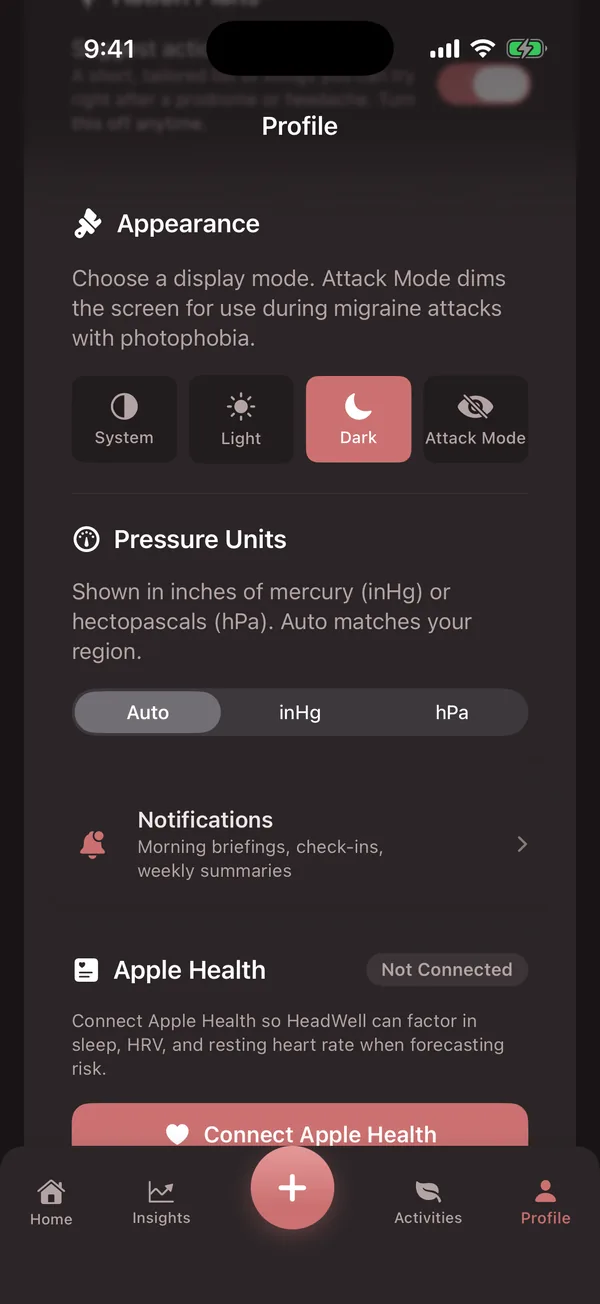 9:41
this off anytime.
Profile
Appearance
Choose a display mode. Attack Mode dims
the screen for use during migraine attacks
with photophobia.
System
Light
Dark
Attack Mode
Pressure Units
Shown in inches of mercury (inHg) or
hectopascals (hPa). Auto matches your
region.
Auto
inHg
hPa
Notifications
Morning briefings, check-ins,
weekly summaries
Apple Health
Not Connected
Connect Apple Health so HeadWell can factor in
sleep, HRV, and resting heart rate when forecasting
risk.
Connect Apple Health
Home
Insights
Activities
Profile